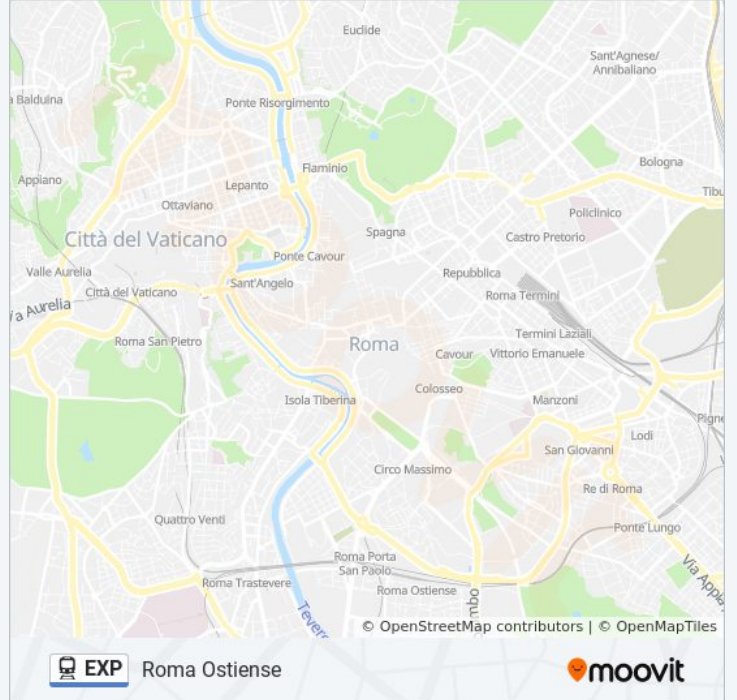 Euclide
Sant'Agnese/
Annibaliano
a Balduina
Ponte Risorgimento
Flaminio
Bologna
Appiano
Lepanto
Tibu
Ottaviano
Policlinico
Spagna
Castro Pretorio
Città del Vaticano
Ponte Cavour
Valle Aurelia
Repubblica
Sant'Angelo
Città del Vaticano
Roma Termini
a Aurelia
Termini Laziali
Roma San Pietro
Roma
Cavour
Vittorio Emanuele
Colosseo
Isola Tiberina
Manzoni
Pigne
Lodi
San Giovanni
Circo Massimo
Re di Roma
Quattro Venti
Ponte Lungo
Roma Porta
San Paolo
Roma Trastevere
Roma Ostiense
Via Appia
mbo
Tevere
© OpenStreetMap contributors | © OpenMapTiles
EXP Roma Ostiense
moovit